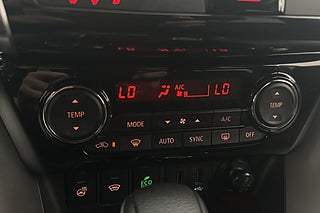 LO A/C LO
TEMP
TEMP
MODE A/C
AUTO SYNC OFF
ECO